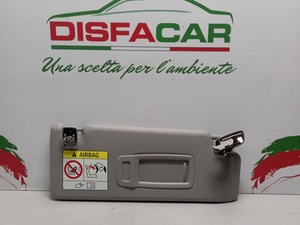 DISFACAR
Una scelta per l'ambiente
AIRBAG